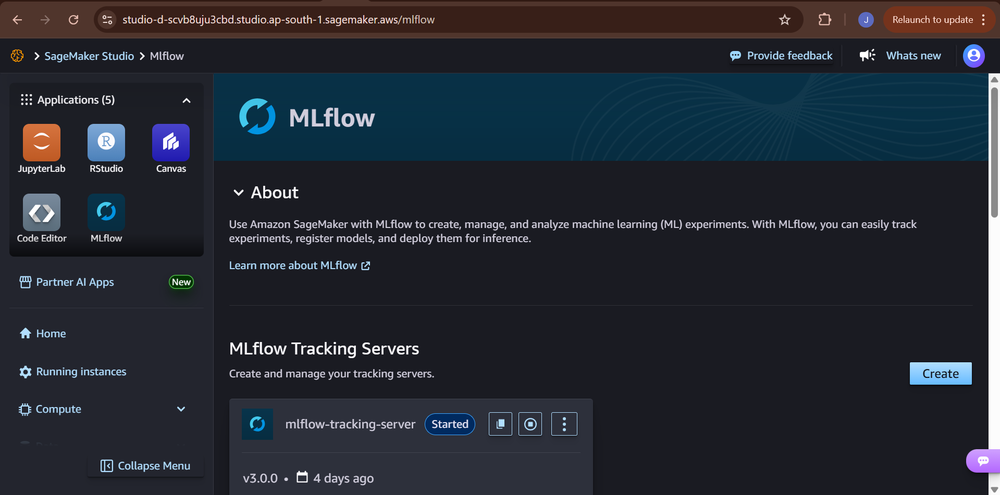 studio-d-scvb8uju3cbd.studio.ap-south-1.sagemaker.aws/mlflow
J
Relaunch to update
SageMaker Studio
Mlflow
Provide feedback
Whats new
Applications (5)
JupyterLab
R
RStudio
Canvas
Code Editor
MLflow
Partner AI Apps
New
Home
Running instances
Compute
Collapse Menu
MLflow
About
Use Amazon SageMaker with MLflow to create, manage, and analyze machine learning (ML) experiments. With MLflow, you can easily track
experiments, register models, and deploy them for inference.
Learn more about MLflow
MLflow Tracking Servers
Create and manage your tracking servers.
Create
mlflow-tracking-server
Started
v3.0.0 • 4 days ago